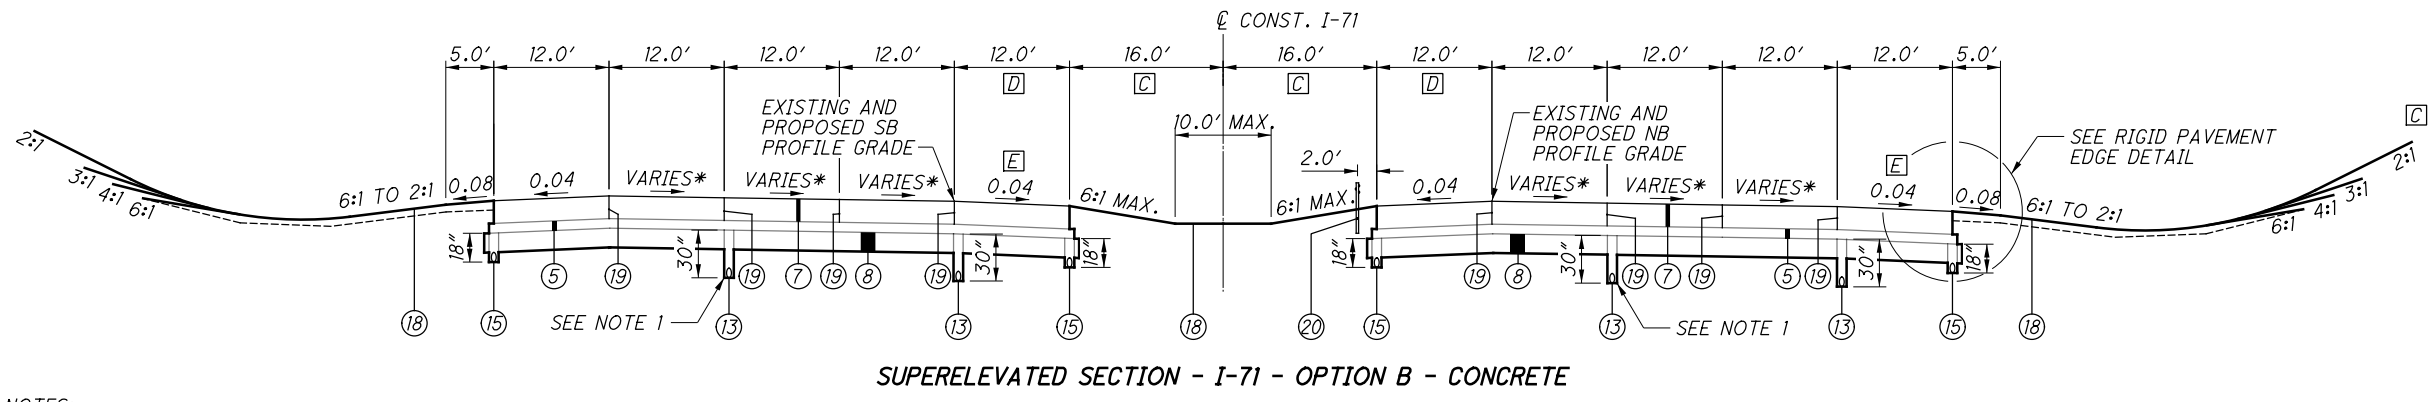 ℄ CONST. I-71
5.0' 12.0' 12.0' 12.0' 12.0' 12.0' 16.0' 16.0' 12.0' 12.0' 12.0' 12.0' 12.0' 5.0'
D C C D
C
EXISTING AND
PROPOSED SB
PROFILE GRADE
10.0' MAX.
EXISTING AND
PROPOSED NB
PROFILE GRADE
SEE RIGID PAVEMENT
EDGE DETAIL
E
2.0'
E
2:1
3:1
4:1
6:1
6:1 TO 2:1
0.08 0.04 VARIES* VARIES* VARIES* 0.04
6:1 MAX. 6:1 MAX.
0.04 VARIES* VARIES* VARIES* 0.04 0.08
6:1 TO 2:1
6:1
4:1
3:1
2:1
18" 30" 30" 18" 18" 30" 30" 18"
5 19 19 7 19 8 19 19 8 19 7 19 5 19
18 15 SEE NOTE 1 13 13 15 18 20 15 13 SEE NOTE 1 13 15 18
SUPERELEVATED SECTION - I-71 - OPTION B - CONCRETE